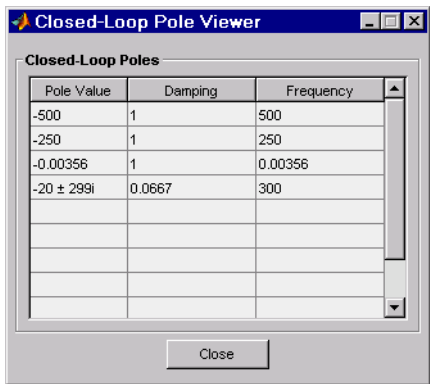 Closed-Loop Pole Viewer
Closed-Loop Poles
Pole Value Damping Frequency
-500 1 500
-250 1 250
-0.00356 1 0.00356
-20 ± 299i 0.0667 300
Close